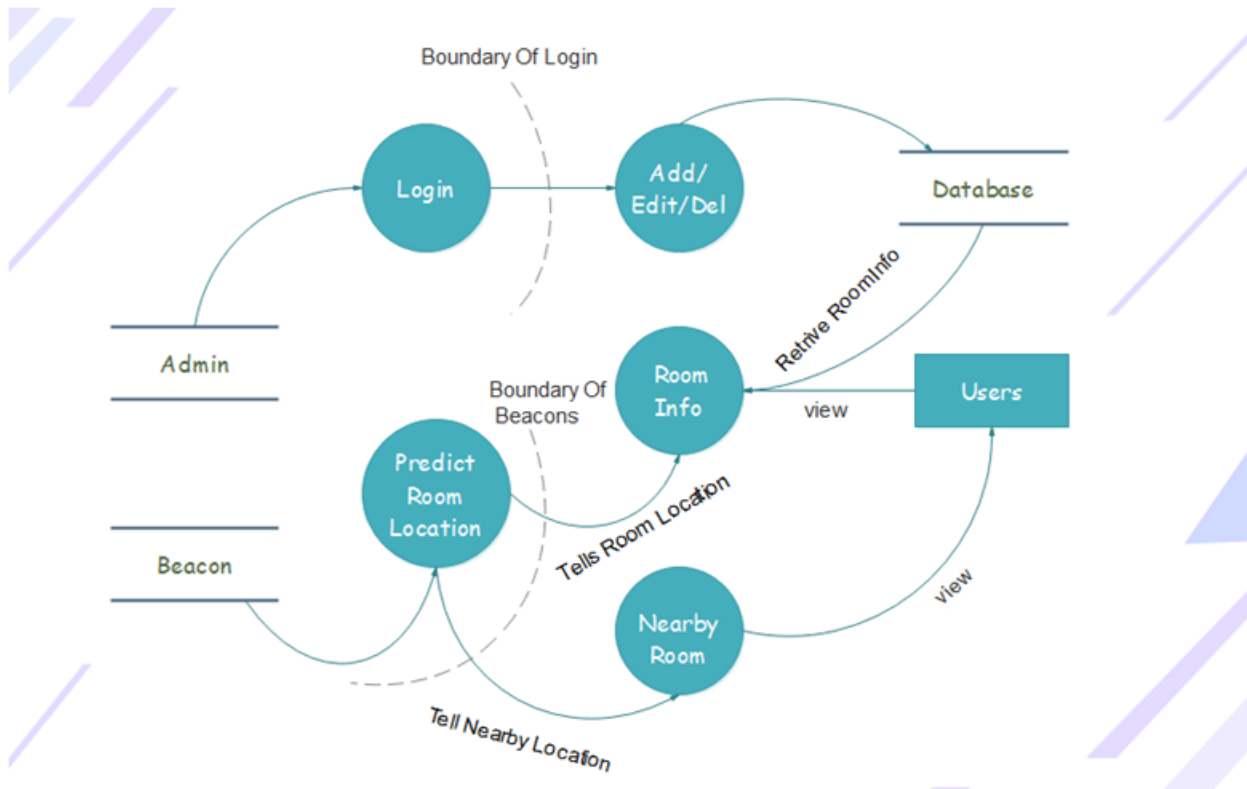 Boundary Of Login
Login
Add/
Edit/Del
Database
Retrive RoomInfo
Admin
Room
Info
Users
view
Boundary Of
Beacons
Predict
Room
Location
Tells Room Location
Beacon
Nearby
Room
view
Tell Nearby Location